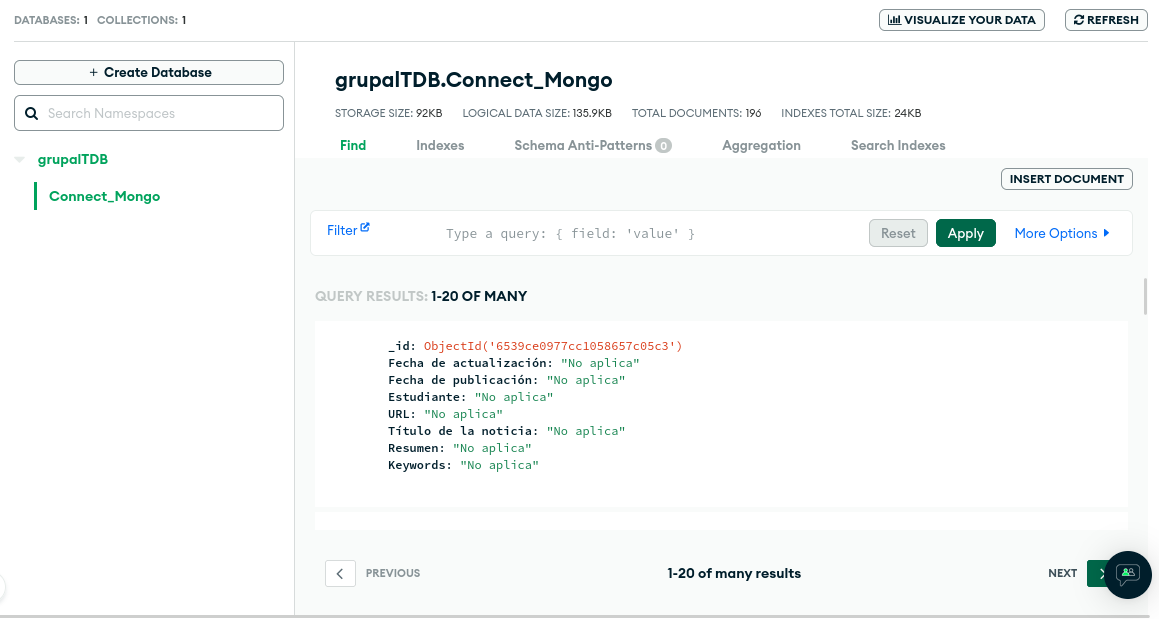 DATABASES: 1 COLLECTIONS: 1
VISUALIZE YOUR DATA
REFRESH
+ Create Database
Search Namespaces
grupalTDB
Connect_Mongo
grupalTDB.Connect_Mongo
STORAGE SIZE: 92KB LOGICAL DATA SIZE: 135.9KB TOTAL DOCUMENTS: 196 INDEXES TOTAL SIZE: 24KB
Find Indexes Schema Anti-Patterns 0 Aggregation Search Indexes
INSERT DOCUMENT
Filter Type a query: { field: 'value' } Reset Apply More Options
QUERY RESULTS: 1-20 OF MANY
_id: ObjectId('6539ce0977cc1058657c05c3')
Fecha de actualización: "No aplica"
Fecha de publicación: "No aplica"
Estudiante: "No aplica"
URL: "No aplica"
Título de la noticia: "No aplica"
Resumen: "No aplica"
Keywords: "No aplica"
PREVIOUS 1-20 of many results NEXT